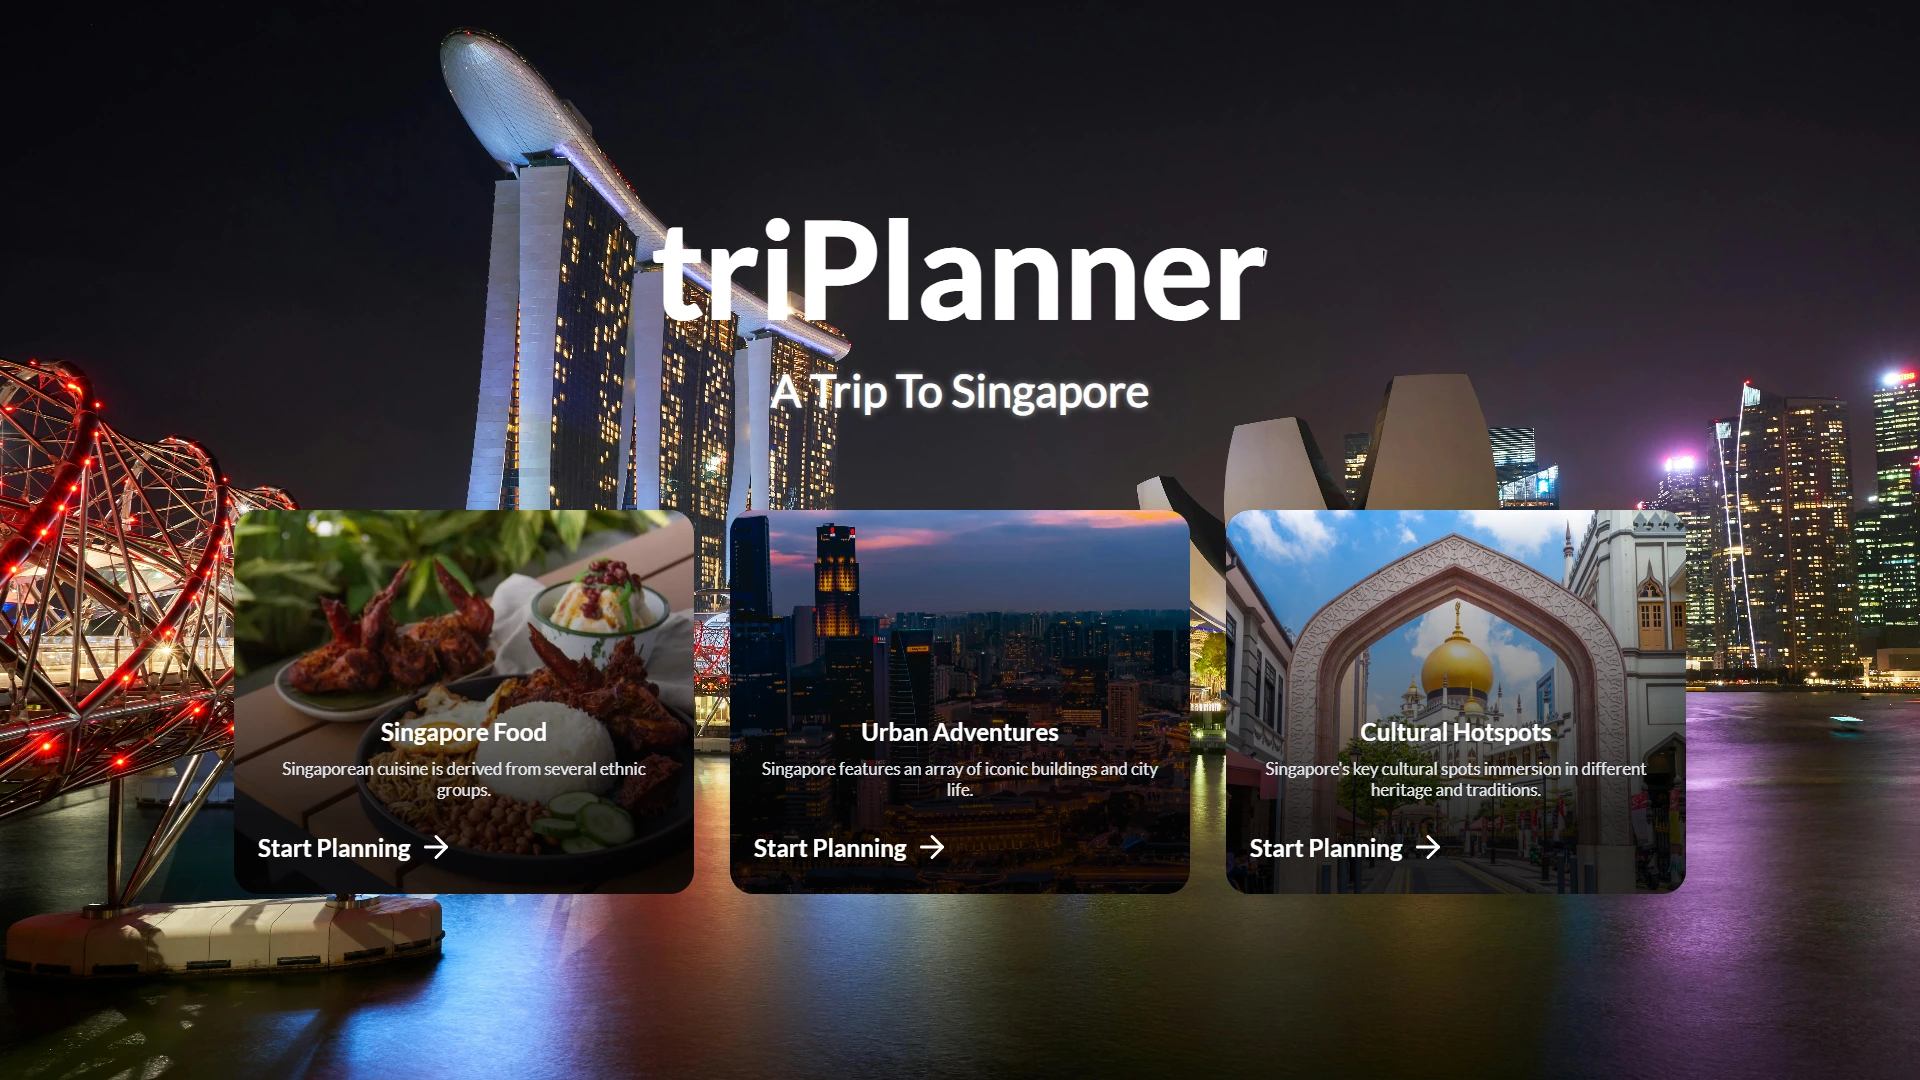 triPlanner
A Trip To Singapore
Singapore Food
Singaporean cuisine is derived from several ethnic
groups.
Start Planning
Urban Adventures
Singapore features an array of iconic buildings and city
life.
Start Planning
Cultural Hotspots
Singapore's key cultural spots immersion in different
heritage and traditions.
Start Planning